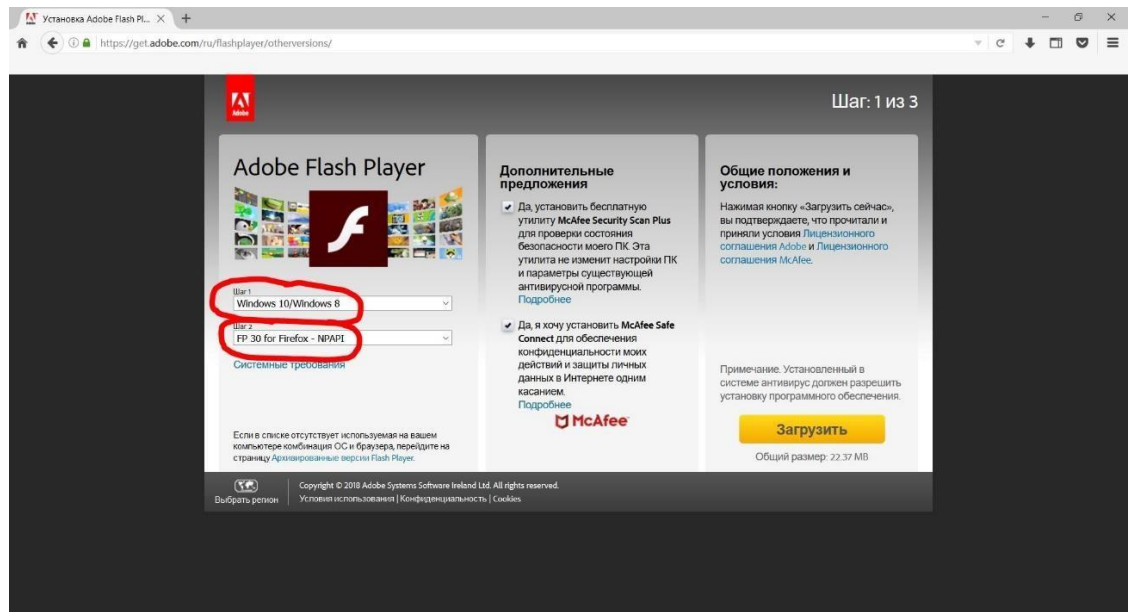 Установка Adobe Flash Pl...
https://get.adobe.com/ru/flashplayer/otherversions/
Adobe
Шаг: 1 из 3
Adobe Flash Player
Шаг 1
Windows 10/Windows 8
Шаг 2
FP 30 for Firefox - NPAPI
Системные требования
Если в списке отсутствует используемая на вашем
компьютере комбинация ОС и браузера, перейдите на
страницу Архивированные версии Flash Player.
Дополнительные
предложения
Да, установить бесплатную
утилиту McAfee Security Scan Plus
для проверки состояния
безопасности моего ПК. Эта
утилита не изменит настройки ПК
и параметры существующей
антивирусной программы.
Подробнее
Да, я хочу установить McAfee Safe
Connect для обеспечения
конфиденциальности моих
действий и защиты личных
данных в Интернете одним
касанием.
Подробнее
McAfee
Общие положения и
условия:
Нажимая кнопку «Загрузить сейчас»,
вы подтверждаете, что прочитали и
приняли условия Лицензионного
соглашения Adobe и Лицензионного
соглашения McAfee.
Примечание. Установленный в
системе антивирус должен разрешить
установку программного обеспечения.
Загрузить
Общий размер: 22.37 MB
Выбрать регион
Copyright © 2018 Adobe Systems Software Ireland Ltd. All rights reserved.
Условия использования | Конфиденциальность | Cookies